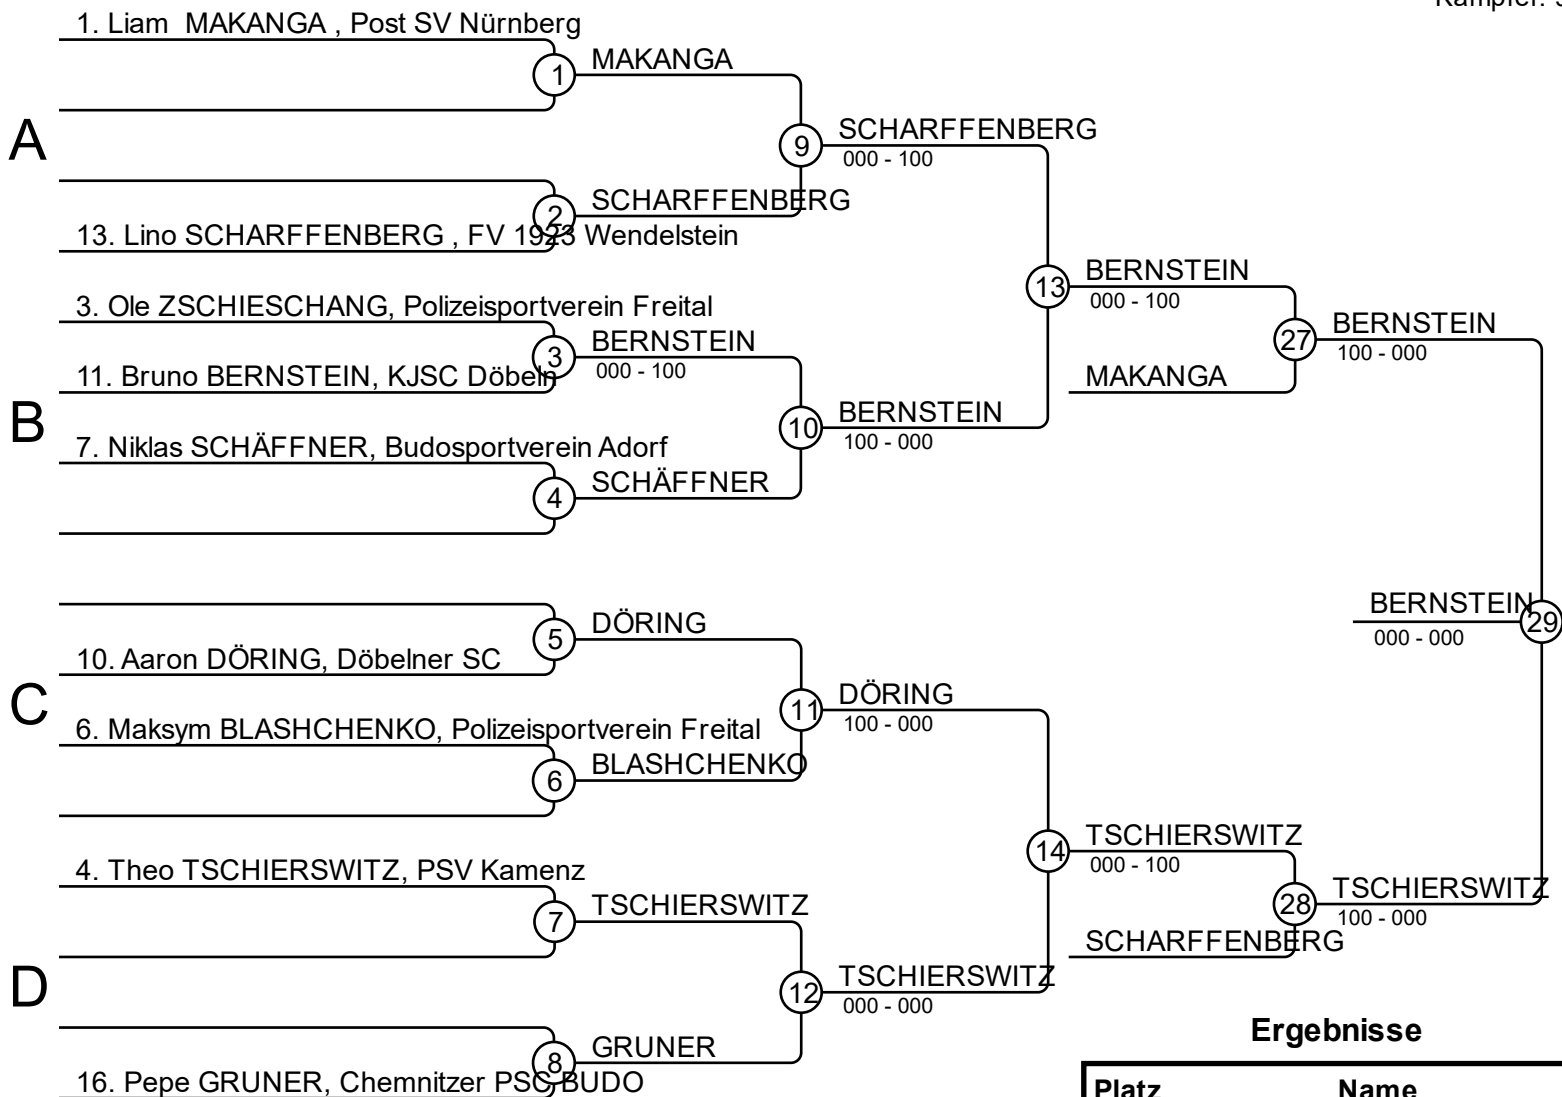 Kämpfer: 9
1. Liam MAKANGA , Post SV Nürnberg
1
MAKANGA
A
9
SCHARFFENBERG
000 - 100
2
SCHARFFENBERG
13. Lino SCHARFFENBERG , FV 1923 Wendelstein
13
BERNSTEIN
000 - 100
3. Ole ZSCHIESCHANG, Polizeisportverein Freital
3
BERNSTEIN
000 - 100
11. Bruno BERNSTEIN, KJSC Döbeln
27
BERNSTEIN
100 - 000
MAKANGA
B
10
BERNSTEIN
100 - 000
7. Niklas SCHÄFFNER, Budosportverein Adorf
4
SCHÄFFNER
BERNSTEIN
000 - 000
29
5
DÖRING
10. Aaron DÖRING, Döbelner SC
C
11
DÖRING
100 - 000
6. Maksym BLASHCHENKO, Polizeisportverein Freital
6
BLASHCHENKO
14
TSCHIERSWITZ
000 - 100
4. Theo TSCHIERSWITZ, PSV Kamenz
7
TSCHIERSWITZ
28
TSCHIERSWITZ
100 - 000
SCHARFFENBERG
D
12
TSCHIERSWITZ
000 - 000
8
GRUNER
16. Pepe GRUNER, Chemnitzer PSC BUDO
Ergebnisse
Platz Name